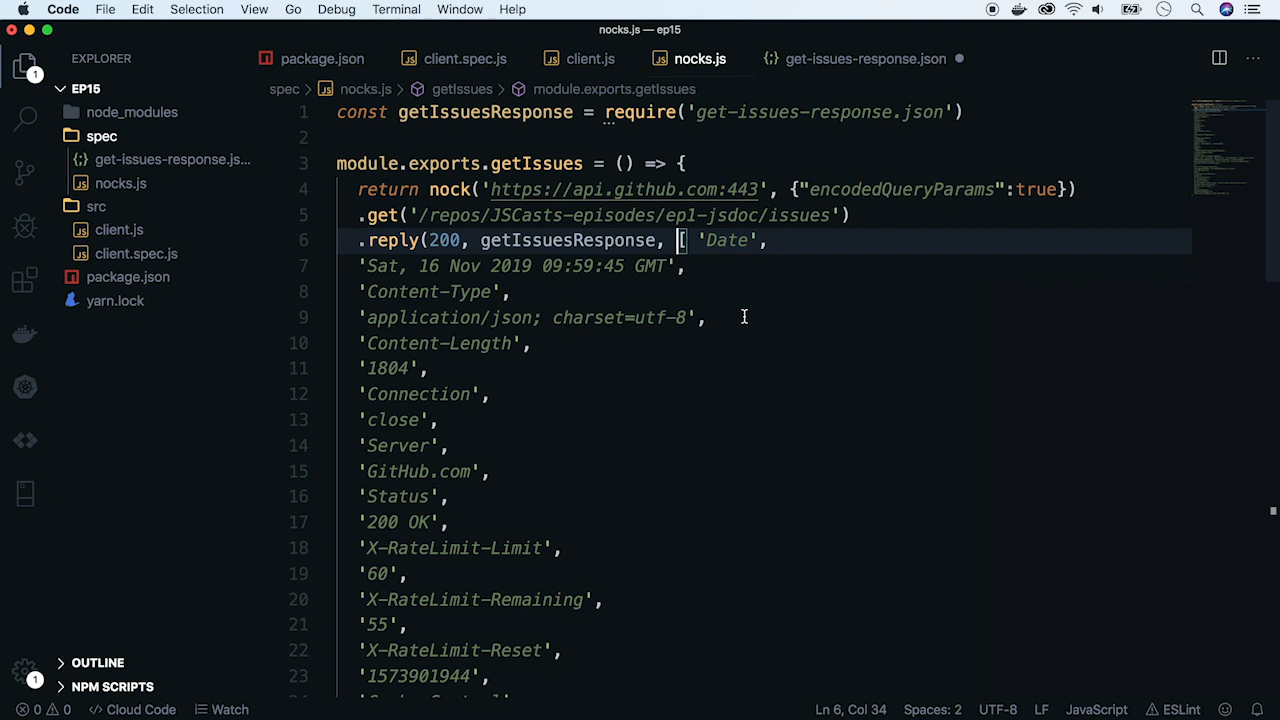 Code File Edit Selection View Go Debug Terminal Window Help
nocks.js — ep15
EXPLORER
package.json client.spec.js client.js nocks.js get-issues-response.json
1
EP15
spec > nocks.js > getIssues > module.exports.getIssues
node_modules
spec
get-issues-response.js...
nocks.js
src
client.js
client.spec.js
package.json
yarn.lock
1 const getIssuesResponse = require('get-issues-response.json')
2
3 module.exports.getIssues = () => {
4 return nock('https://api.github.com:443', {"encodedQueryParams":true})
5 .get('/repos/JSCasts-episodes/ep1-jsdoc/issues')
6 .reply(200, getIssuesResponse, [ 'Date',
7 'Sat, 16 Nov 2019 09:59:45 GMT',
8 'Content-Type',
9 'application/json; charset=utf-8',
10 'Content-Length',
11 '1804',
12 'Connection',
13 'close',
14 'Server',
15 'GitHub.com',
16 'Status',
17 '200 OK',
18 'X-RateLimit-Limit',
19 '60',
20 'X-RateLimit-Remaining',
21 '55',
22 'X-RateLimit-Reset',
23 '1573901944',
OUTLINE
NPM SCRIPTS
1
0 0 Cloud Code Watch Ln 6, Col 34 Spaces: 2 UTF-8 LF JavaScript ESLint